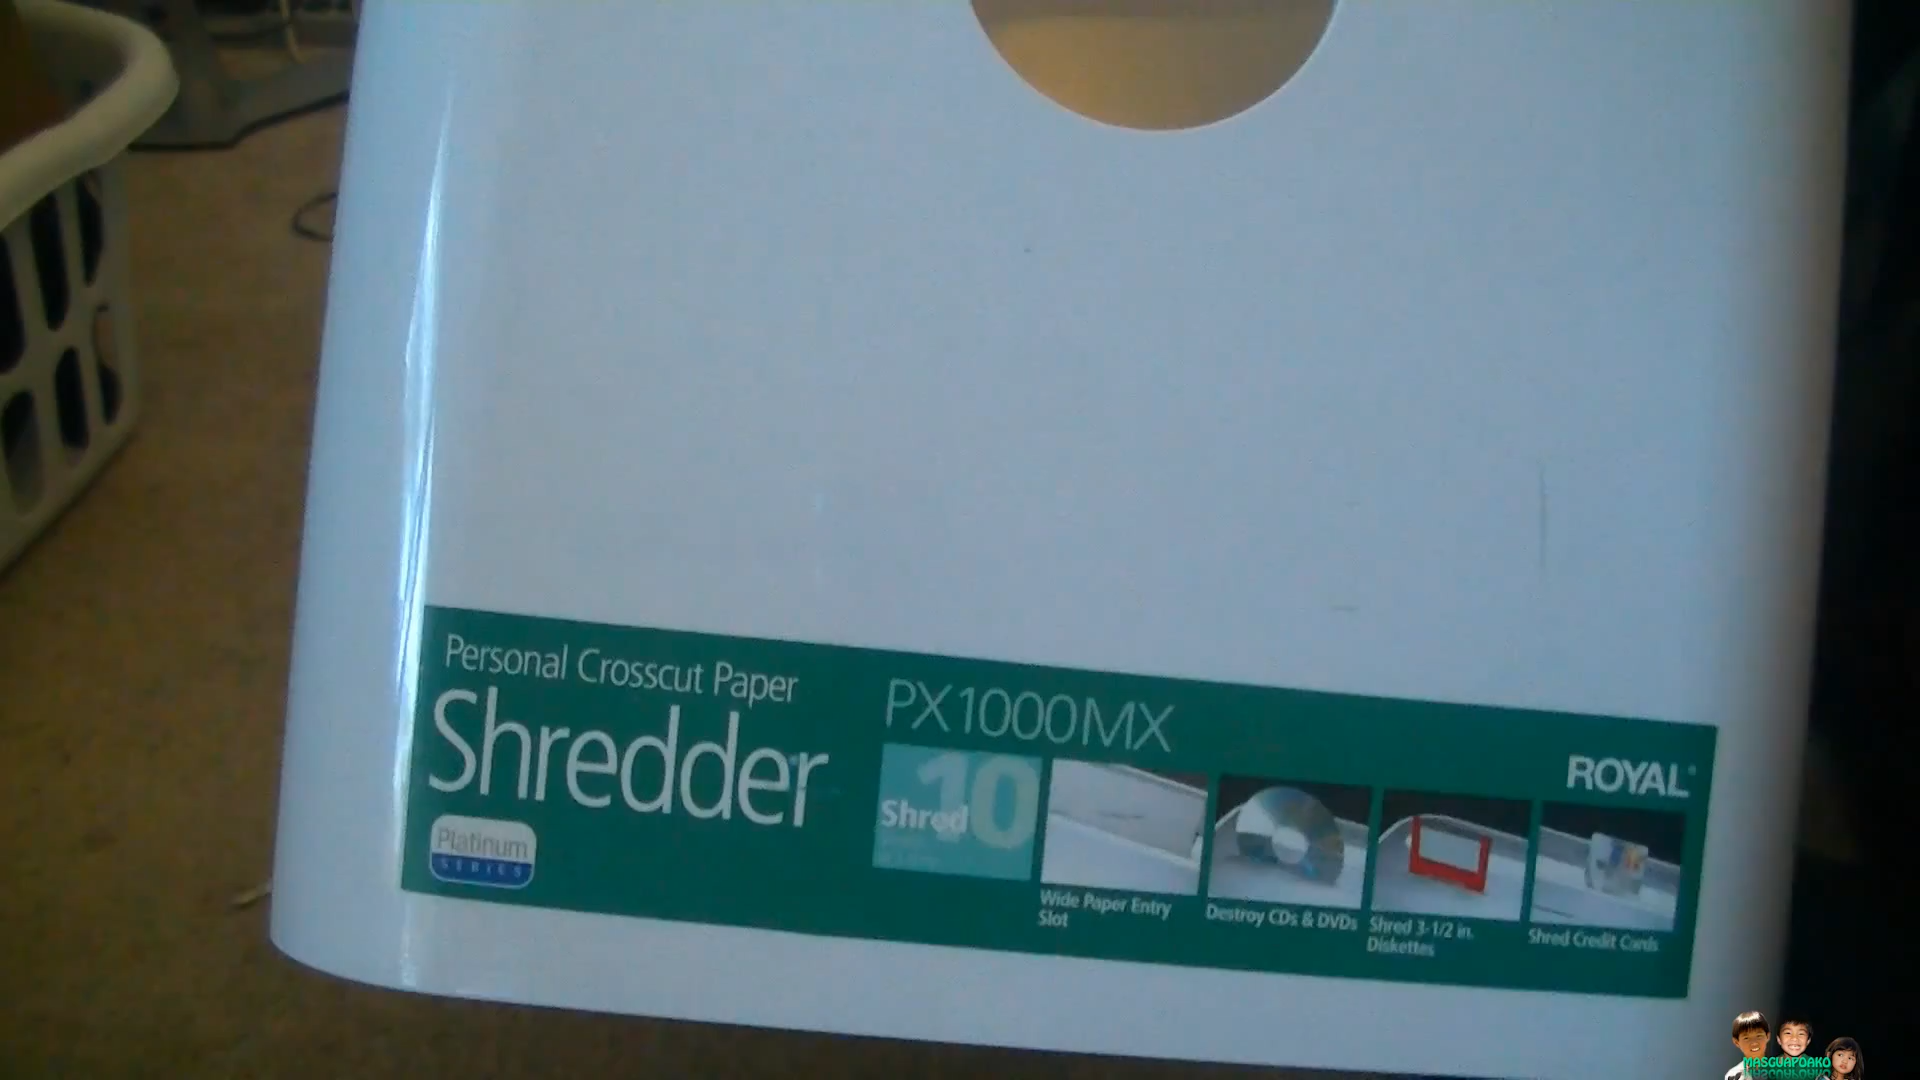 Personal Crosscut Paper
Shredder
Platinum
SERIES
PX1000MX
ROYAL
Shred 10
Wide Paper Entry
Slot
Destroy CDs & DVDs
Shred 3-1/2 in.
Diskettes
Shred Credit Cards
MASGUAPOAKO